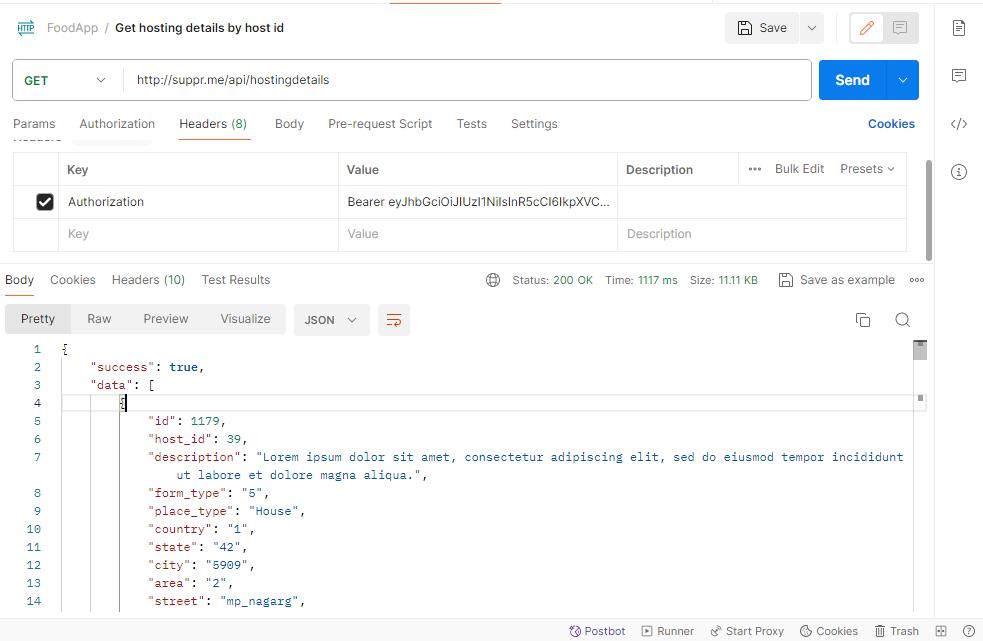 HTTP FoodApp / Get hosting details by host id Save
GET http://suppr.me/api/hostingdetails Send
Params Authorization Headers (8) Body Pre-request Script Tests Settings Cookies
Headers
Key Value Description Bulk Edit Presets
Authorization Bearer eyJhbGciOiJIUzI1NiIsInR5cCI6IkpXVC...
Key Value Description
Body Cookies Headers (10) Test Results Status: 200 OK Time: 1117 ms Size: 11.11 KB Save as example
Pretty Raw Preview Visualize JSON
1 {
2 "success": true,
3 "data": [
4 {
5 "id": 1179,
6 "host_id": 39,
7 "description": "Lorem ipsum dolor sit amet, consectetur adipiscing elit, sed do eiusmod tempor incididunt
ut labore et dolore magna aliqua.",
8 "form_type": "5",
9 "place_type": "House",
10 "country": "1",
11 "state": "42",
12 "city": "5909",
13 "area": "2",
14 "street": "mp_nagarg",
Postbot Runner Start Proxy Cookies Trash